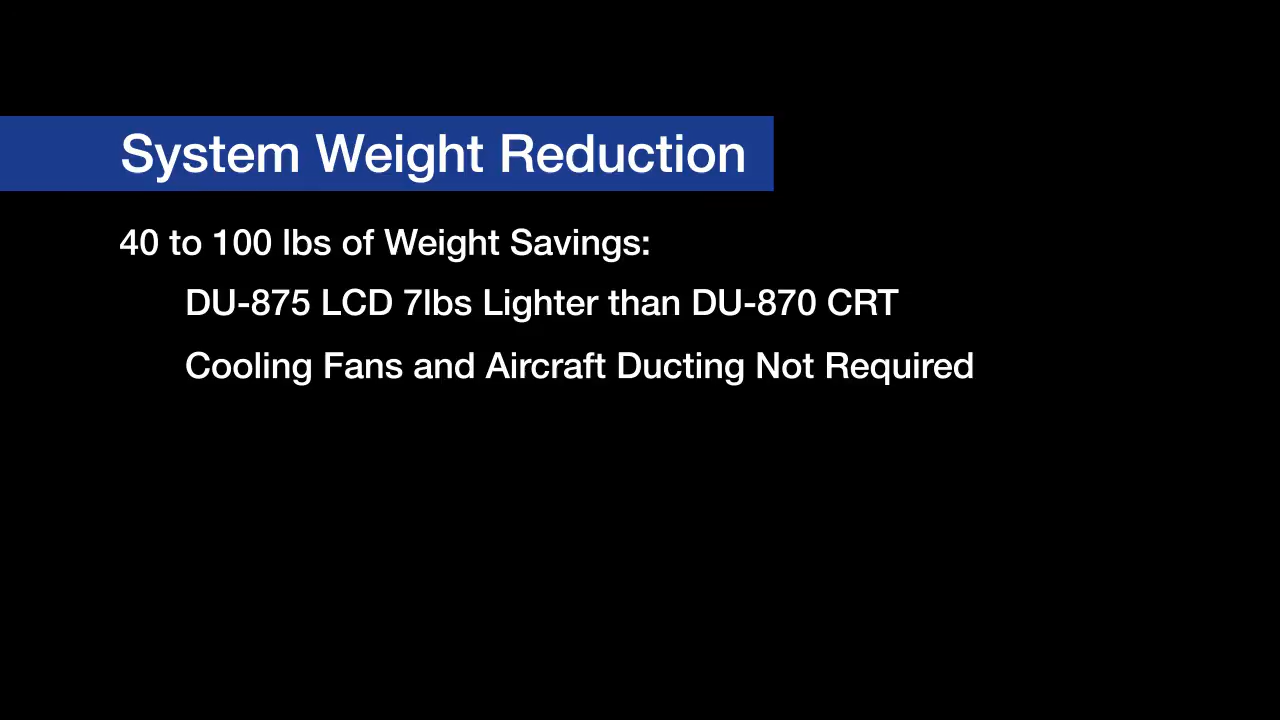 System Weight Reduction
40 to 100 lbs of Weight Savings:
DU-875 LCD 7lbs Lighter than DU-870 CRT
Cooling Fans and Aircraft Ducting Not Required